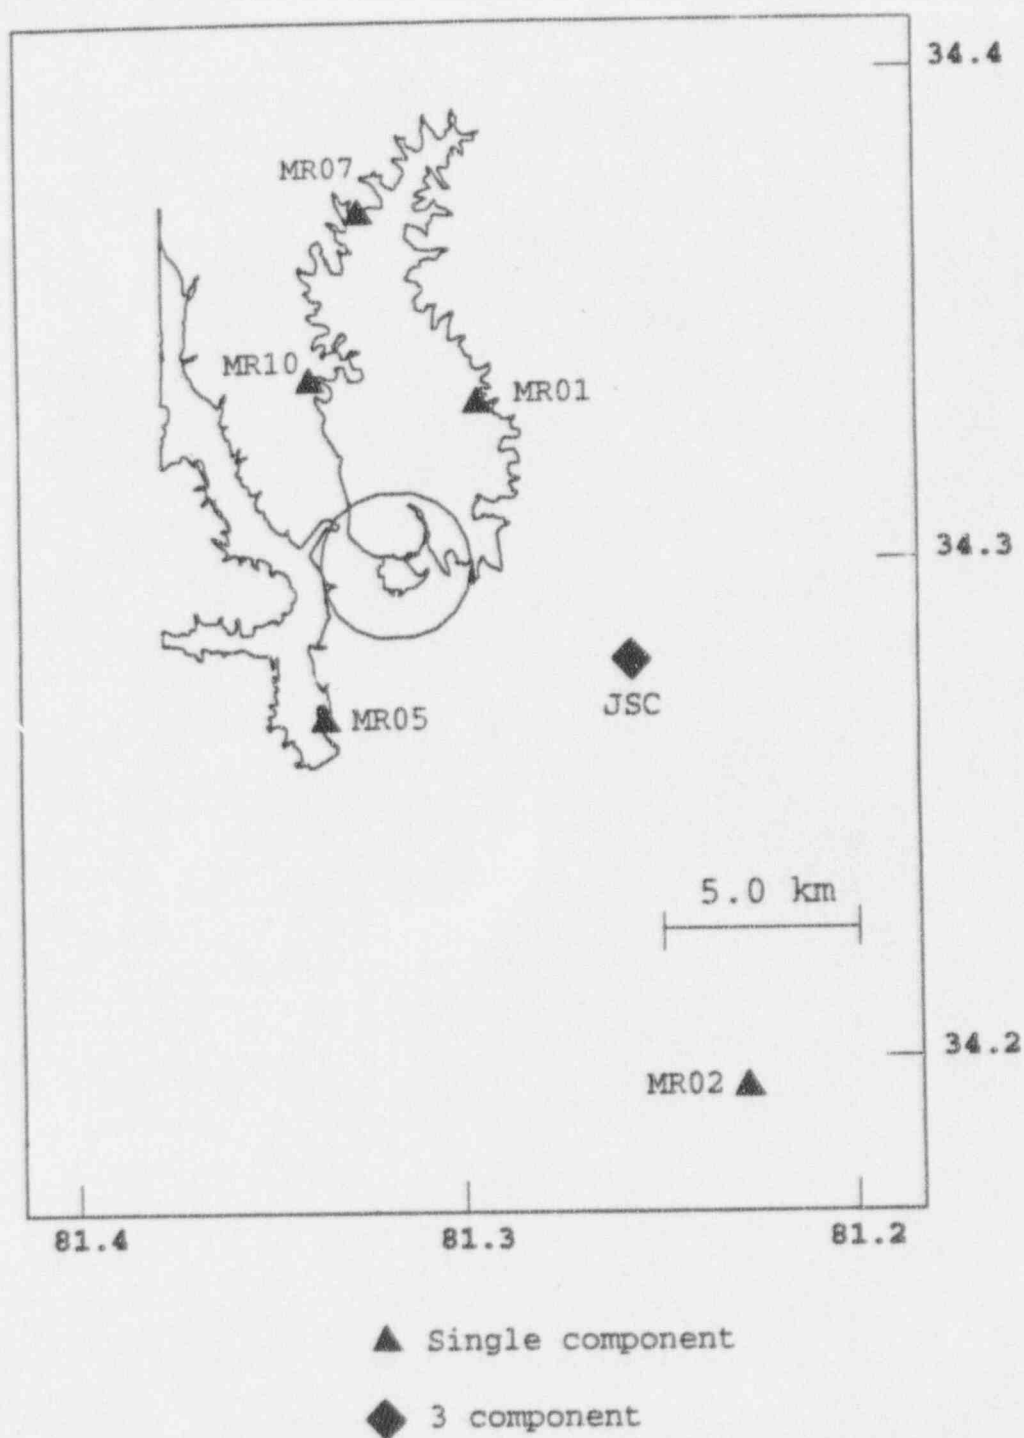 34.4
MR07
MR10
MR01
34.3
JSC
MR05
5.0 km
34.2
MR02
81.4
81.3
81.2
Single component
3 component